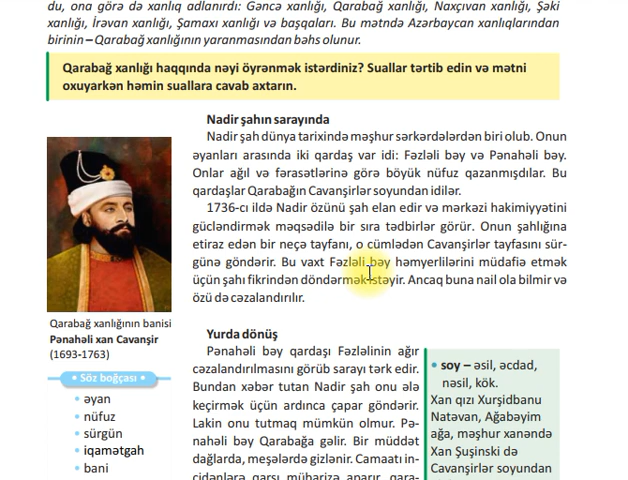 du, ona görə də xanlıq adlanırdı: Gəncə xanlığı, Qarabağ xanlığı, Naxçıvan xanlığı, Şəki
xanlığı, İrəvan xanlığı, Şamaxı xanlığı və başqaları. Bu mətndə Azərbaycan xanlıqlarından
birinin – Qarabağ xanlığının yaranmasından bəhs olunur.
Qarabağ xanlığı haqqında nəyi öyrənmək istərdiniz? Suallar tərtib edin və mətni
oxuyarkən həmin suallara cavab axtarın.
Nadir şahın sarayında
Nadir şah dünya tarixində məşhur sərkərdələrdən biri olub. Onun
əyanları arasında iki qardaş var idi: Fəzləli bəy və Pənahəli bəy.
Onlar ağıl və fərasətlərinə görə böyük nüfuz qazanmışdılar. Bu
qardaşlar Qarabağın Cavanşirlər soyundan idilər.
1736-cı ildə Nadir özünü şah elan edir və mərkəzi hakimiyyətini
gücləndirmək məqsədilə bir sıra tədbirlər görür. Onun şahlığına
etiraz edən bir neçə tayfanı, o cümlədən Cavanşirlər tayfasını sür-
günə göndərir. Bu vaxt Fəzləli bəy həmyerlilərini müdafiə etmək
üçün şahı fikrindən döndərmək istəyir. Ancaq buna nail ola bilmir və
özü də cəzalandırılır.
Qarabağ xanlığının banisi
Pənahəli xan Cavanşir
(1693-1763)
• Söz boğçası •
• əyan
• nüfuz
• sürgün
• iqamətgah
• bani
Yurda dönüş
Pənahəli bəy qardaşı Fəzləlinin ağır
cəzalandırılmasını görüb sarayı tərk edir.
Bundan xəbər tutan Nadir şah onu ələ
keçirmək üçün ardınca çapar göndərir.
Lakin onu tutmaq mümkün olmur. Pə-
nahəli bəy Qarabağa gəlir. Bir müddət
dağlarda, meşələrdə gizlənir. Camaatı in-
cidənlərə qarşı mübarizə aparır, qara-
• soy – əsil, əcdad,
nəsil, kök.
Xan qızı Xurşidbanu
Natəvan, Ağabəyim
ağa, məşhur xanəndə
Xan Şuşinski də
Cavanşirlər soyundan